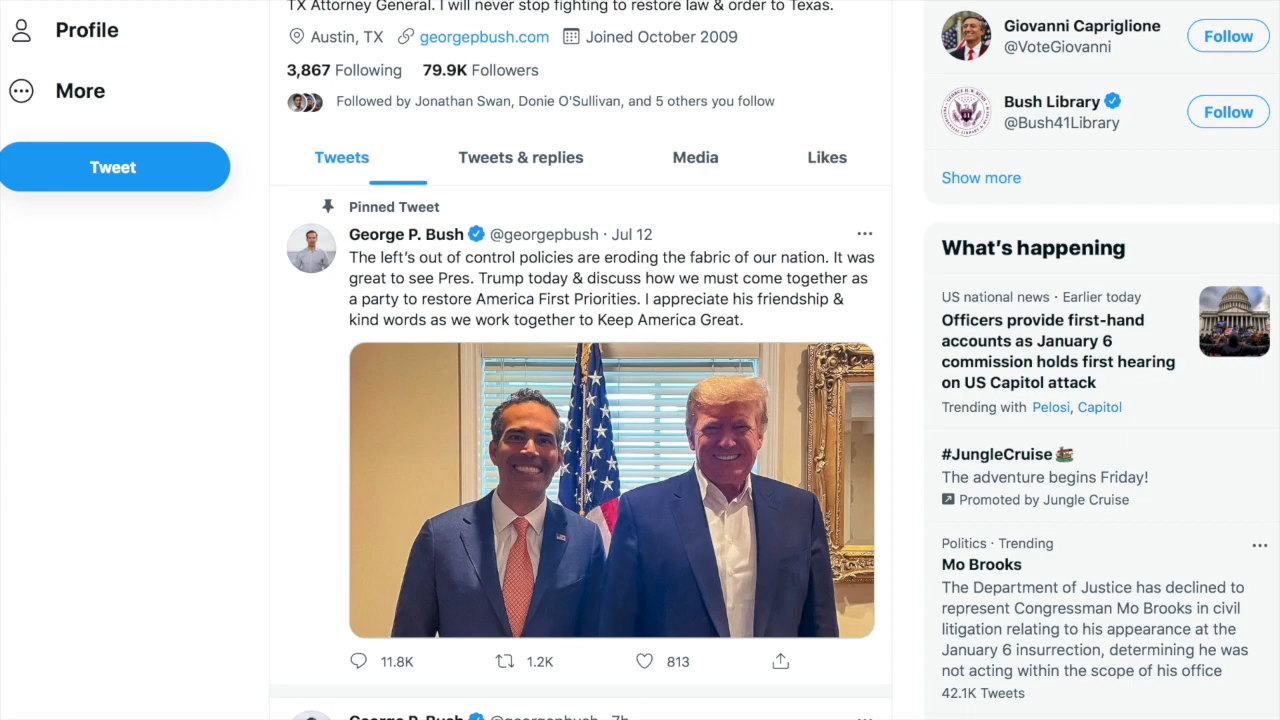 Profile
More
Tweet
TX Attorney General. I will never stop fighting to restore law & order to Texas.
Austin, TX georgepbush.com Joined October 2009
3,867 Following 79.9K Followers
Followed by Jonathan Swan, Donie O'Sullivan, and 5 others you follow
Tweets Tweets & replies Media Likes
Pinned Tweet
George P. Bush @georgepbush · Jul 12
The left's out of control policies are eroding the fabric of our nation. It was
great to see Pres. Trump today & discuss how we must come together as
a party to restore America First Priorities. I appreciate his friendship &
kind words as we work together to Keep America Great.
11.8K 1.2K 813
George P. Bush @georgepbush · 7h
Giovanni Capriglione
@VoteGiovanni
Follow
Bush Library
@Bush41Library
Follow
Show more
What's happening
US national news · Earlier today
Officers provide first-hand
accounts as January 6
commission holds first hearing
on US Capitol attack
Trending with Pelosi, Capitol
#JungleCruise
The adventure begins Friday!
Promoted by Jungle Cruise
Politics · Trending
Mo Brooks
The Department of Justice has declined to
represent Congressman Mo Brooks in civil
litigation relating to his appearance at the
January 6 insurrection, determining he was
not acting within the scope of his office
42.1K Tweets